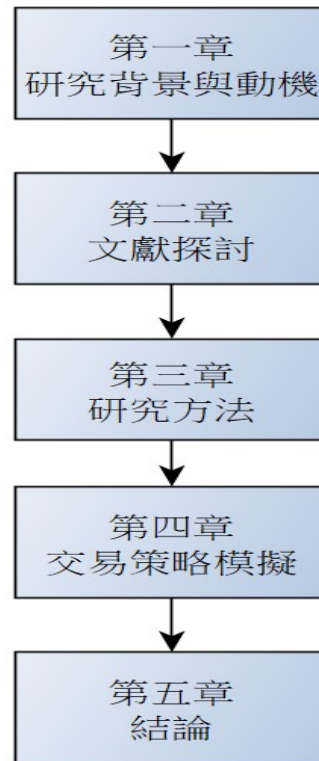 第一章
研究背景與動機
第二章
文獻探討
第三章
研究方法
第四章
交易策略模擬
第五章
結論